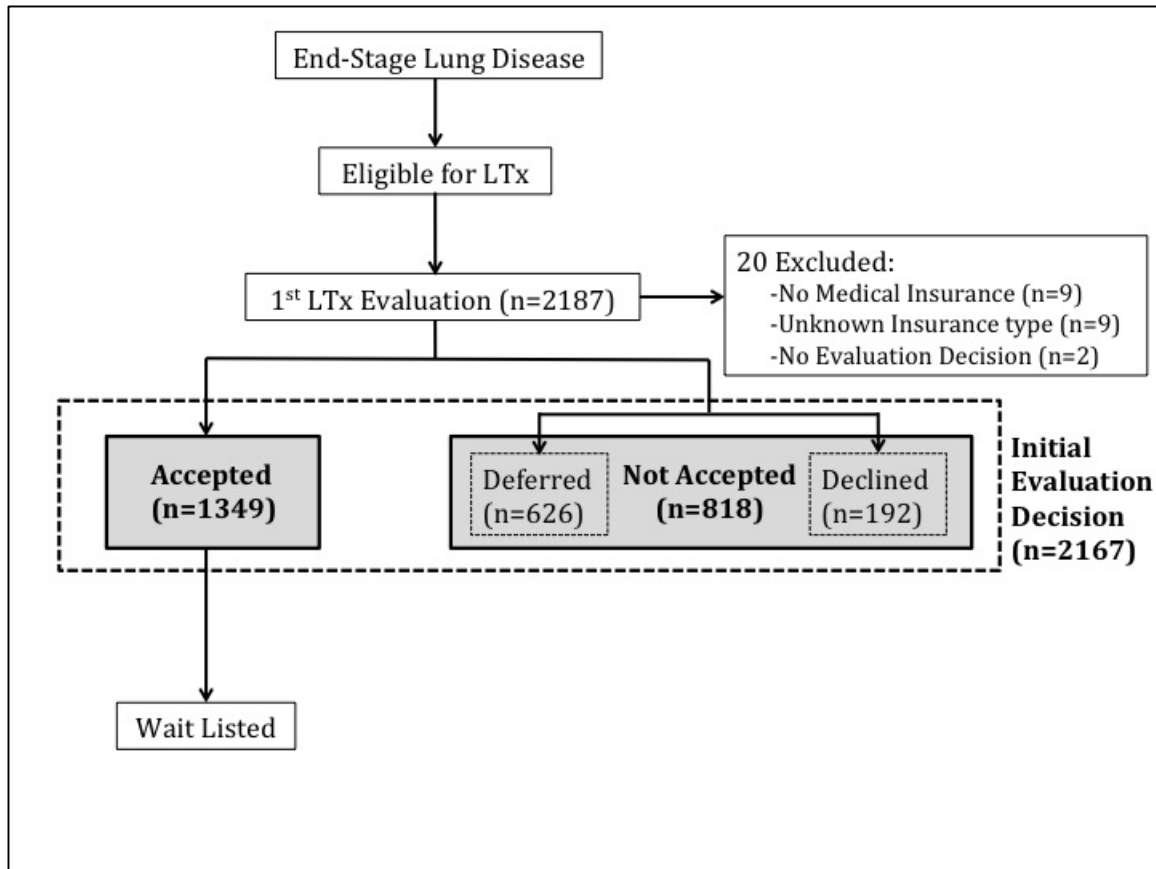 End-Stage Lung Disease
Eligible for LTx
1st LTx Evaluation (n=2187)
20 Excluded:
-No Medical Insurance (n=9)
-Unknown Insurance type (n=9)
-No Evaluation Decision (n=2)
Accepted
(n=1349)
Deferred
(n=626)
Not Accepted
(n=818)
Declined
(n=192)
Initial
Evaluation
Decision
(n=2167)
Wait Listed